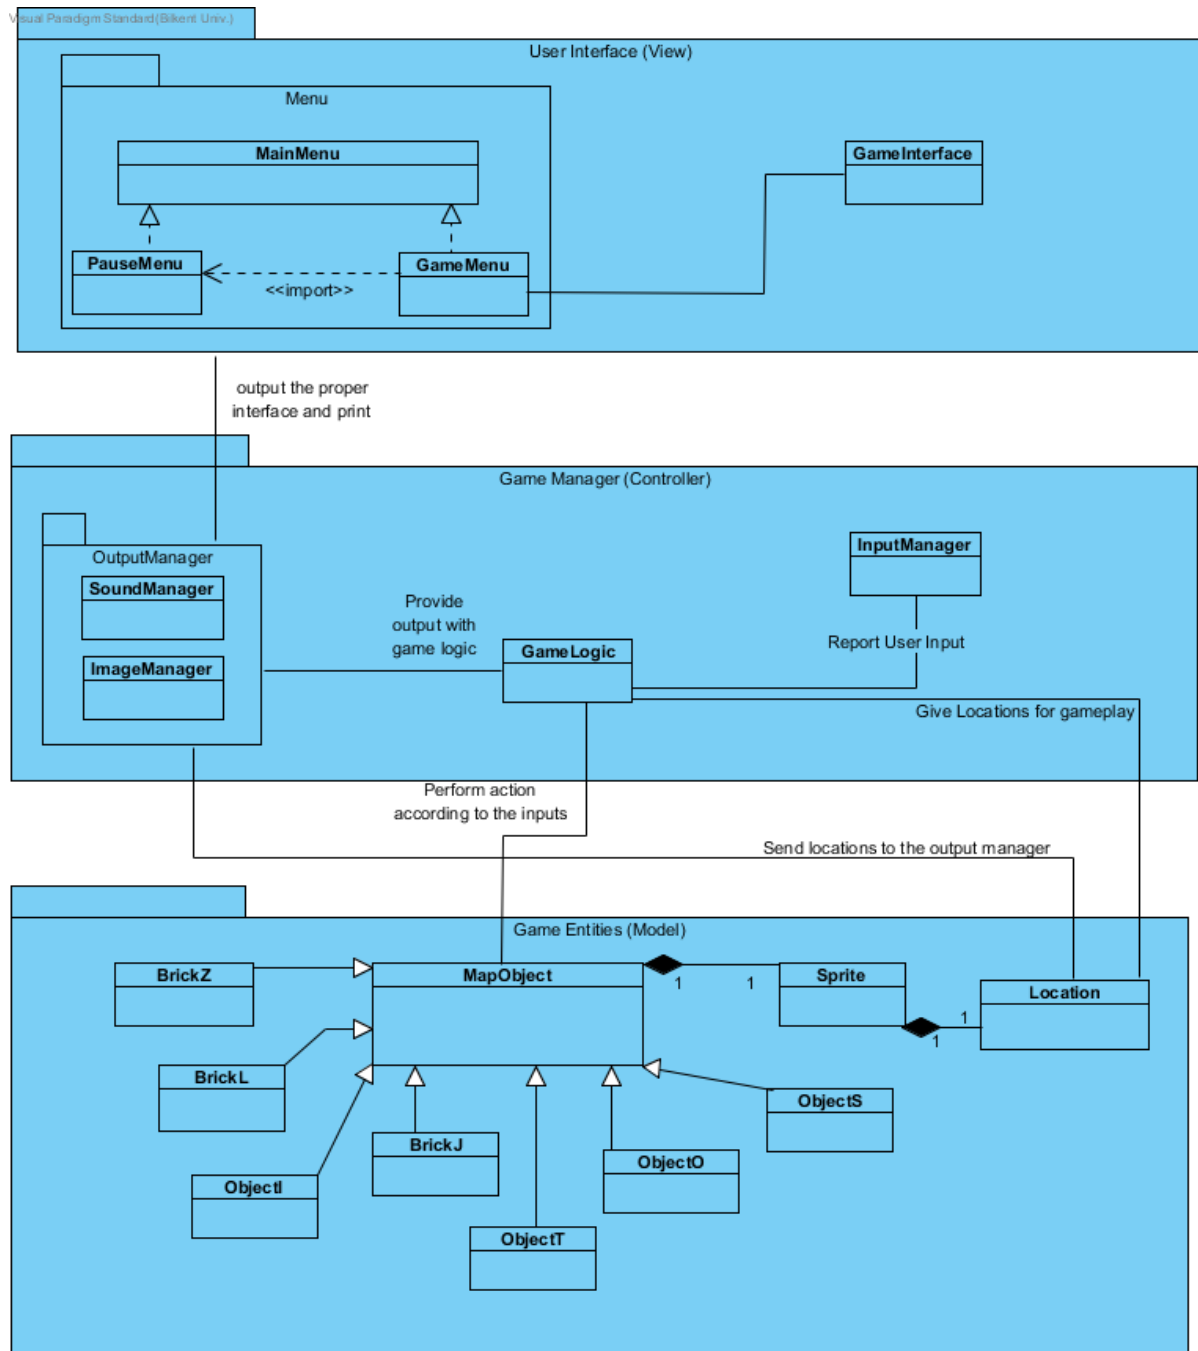 Visual Paradigm Standard(Bilkent Univ.)
User Interface (View)
Menu
MainMenu
GameInterface
PauseMenu
GameMenu
<<import>>
output the proper
interface and print
Game Manager (Controller)
OutputManager
InputManager
SoundManager
Provide
output with
game logic
Report User Input
GameLogic
ImageManager
Give Locations for gameplay
Perform action
according to the inputs
Send locations to the output manager
Game Entities (Model)
BrickZ
MapObject
1
1
Sprite
Location
1
1
BrickL
ObjectS
BrickJ
ObjectO
ObjectI
ObjectT